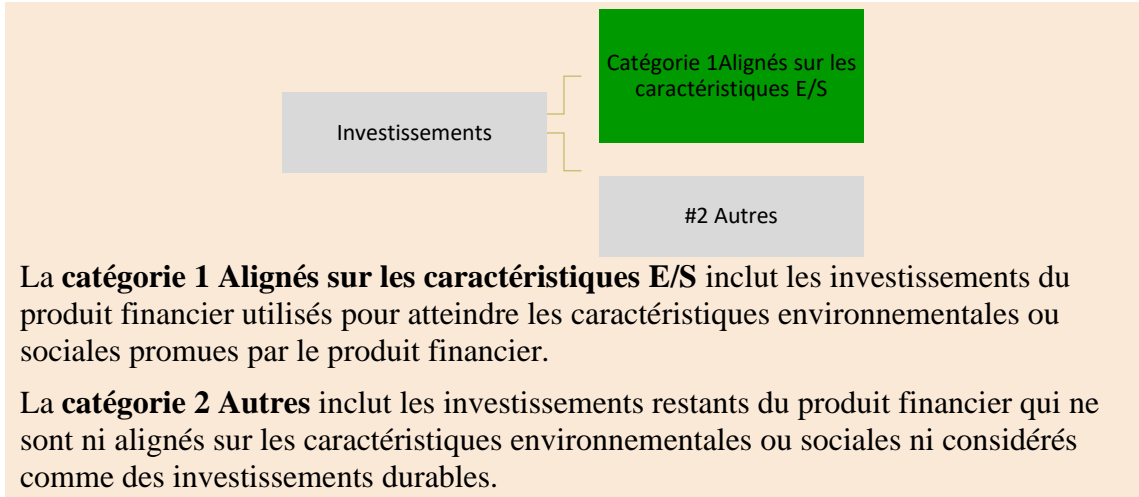 Catégorie 1Alignés sur les
caractéristiques E/S
Investissements
#2 Autres
La catégorie 1 Alignés sur les caractéristiques E/S inclut les investissements du
produit financier utilisés pour atteindre les caractéristiques environnementales ou
sociales promues par le produit financier.
La catégorie 2 Autres inclut les investissements restants du produit financier qui ne
sont ni alignés sur les caractéristiques environnementales ou sociales ni considérés
comme des investissements durables.